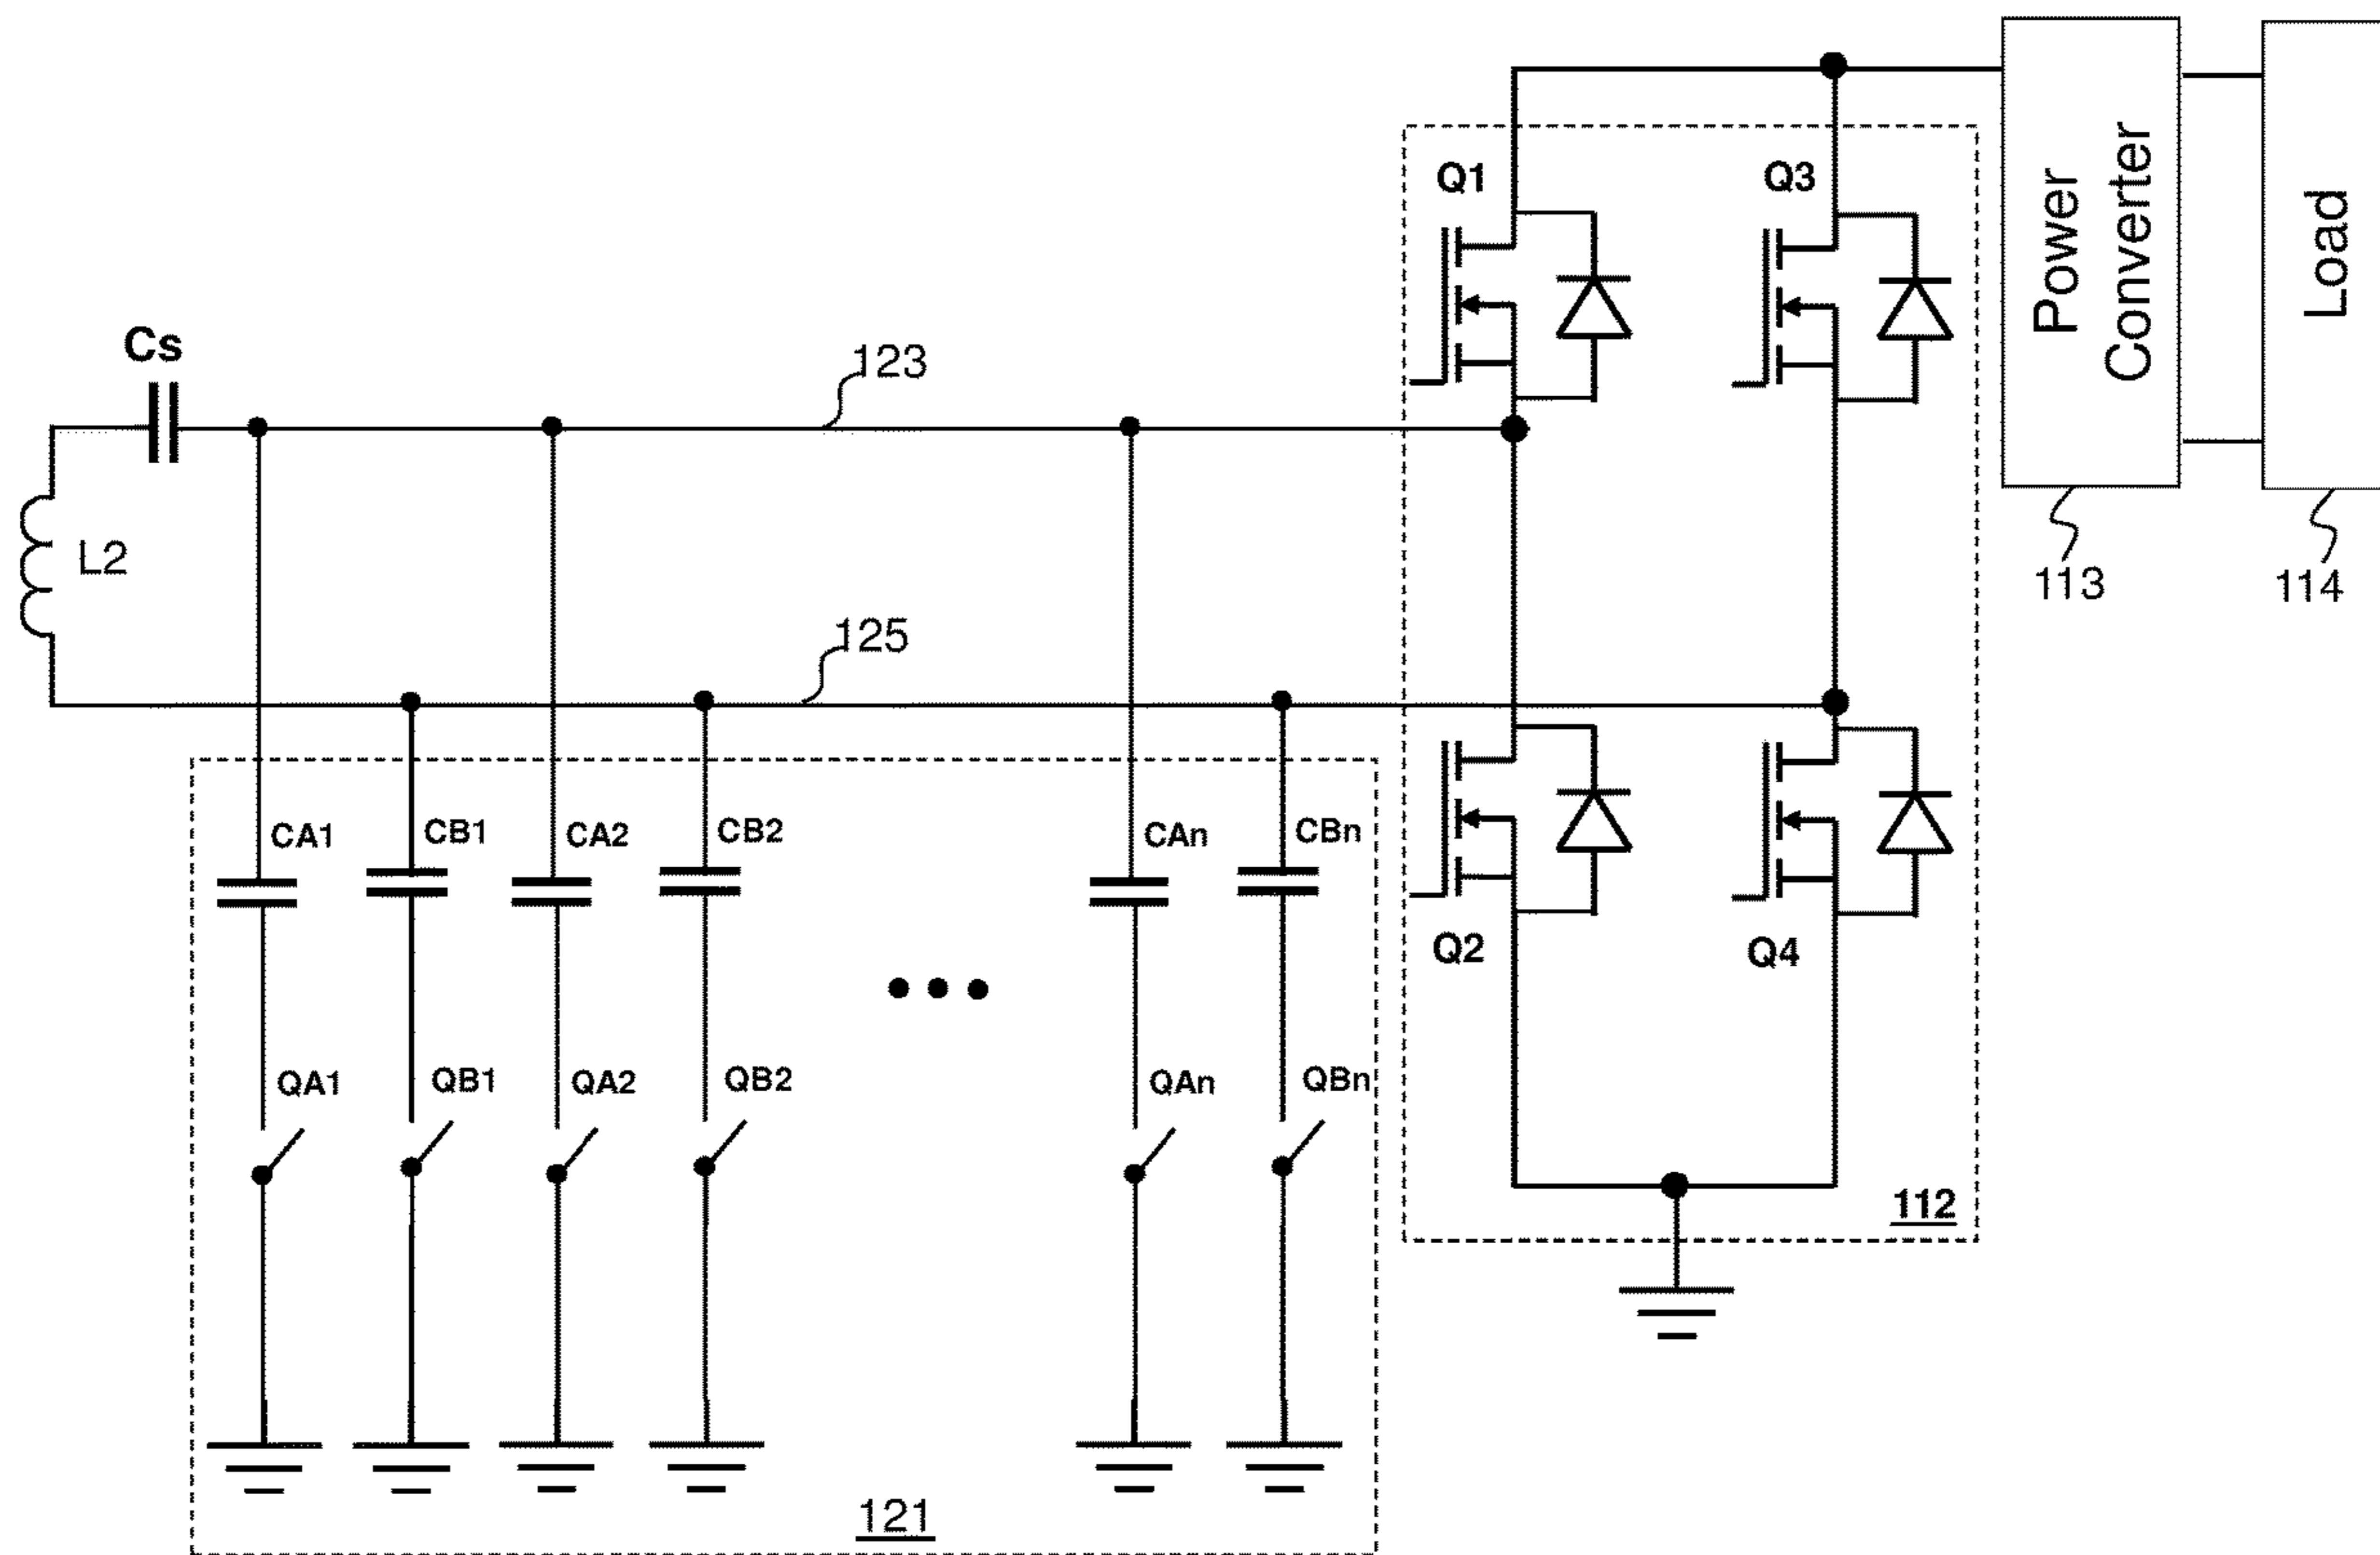 Q1
Q3
Power
Converter
Load
Cs
123
L2
113
114
125
CA1
CB1
CA2
CB2
CAn
CBn
Q2
Q4
QA1
QB1
QA2
QB2
QAn
QBn
112
121